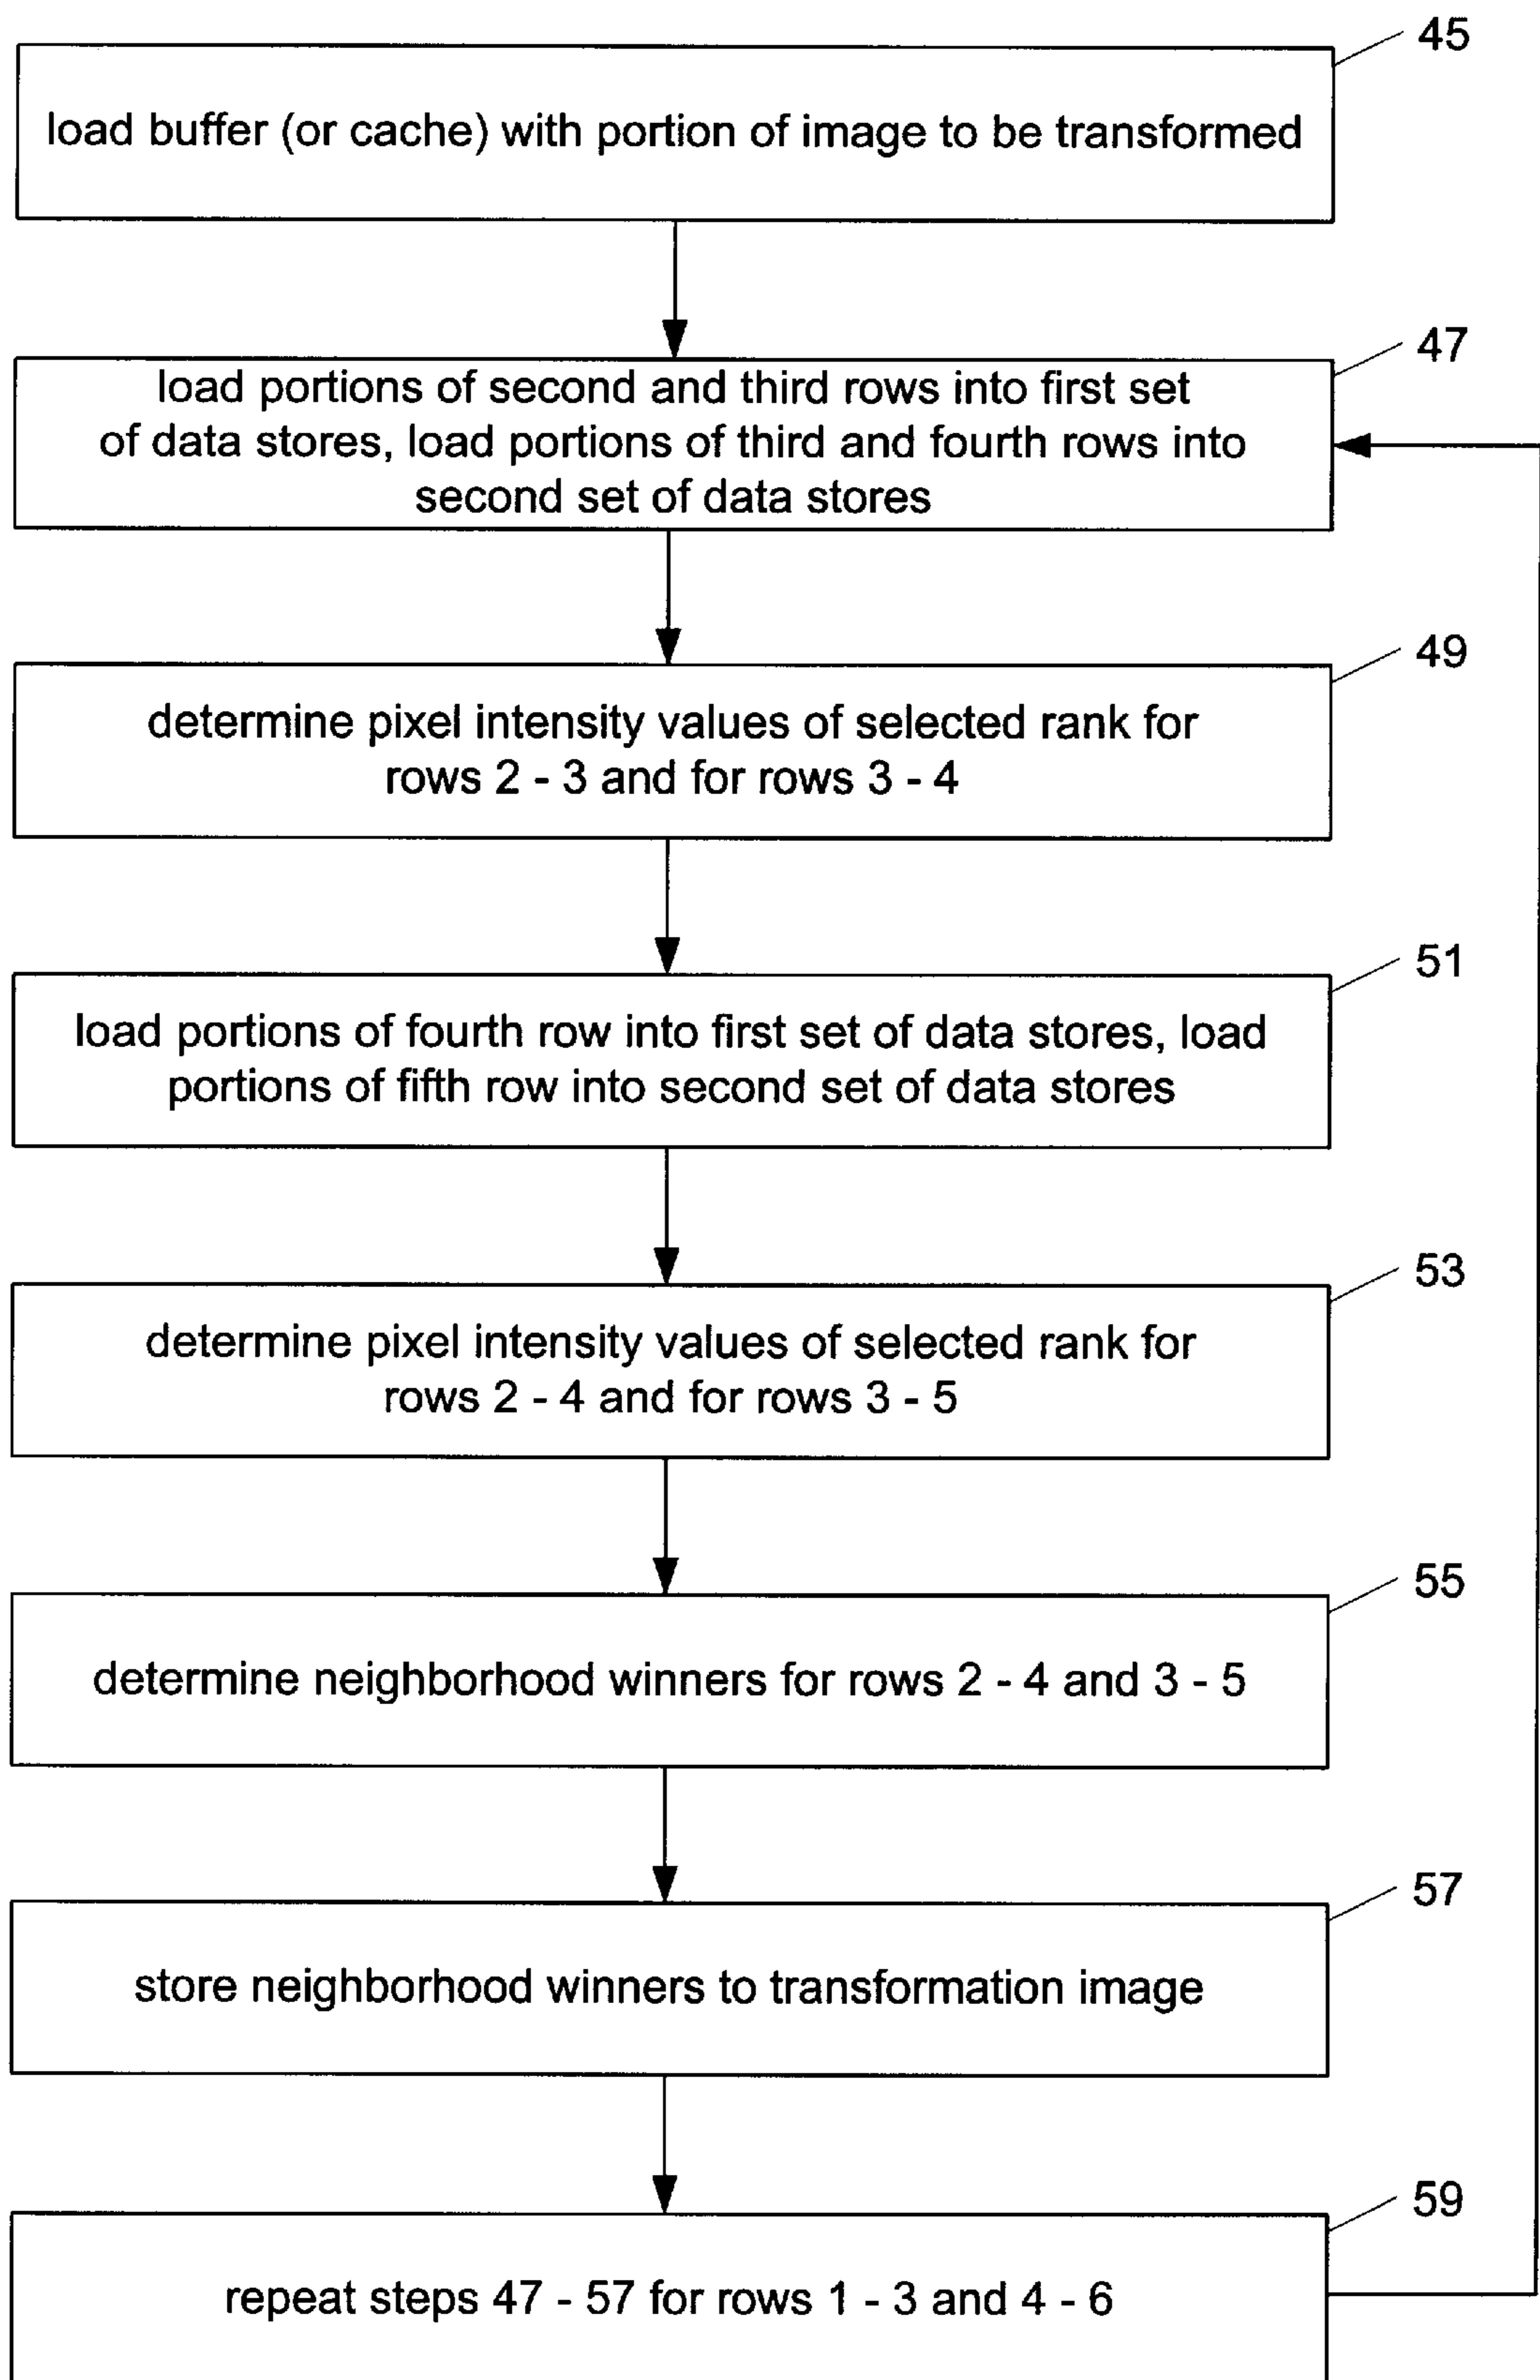 45
load buffer (or cache) with portion of image to be transformed
47
load portions of second and third rows into first set
of data stores, load portions of third and fourth rows into
second set of data stores
49
determine pixel intensity values of selected rank for
rows 2 - 3 and for rows 3 - 4
51
load portions of fourth row into first set of data stores, load
portions of fifth row into second set of data stores
53
determine pixel intensity values of selected rank for
rows 2 - 4 and for rows 3 - 5
55
determine neighborhood winners for rows 2 - 4 and 3 - 5
57
store neighborhood winners to transformation image
59
repeat steps 47 - 57 for rows 1 - 3 and 4 - 6